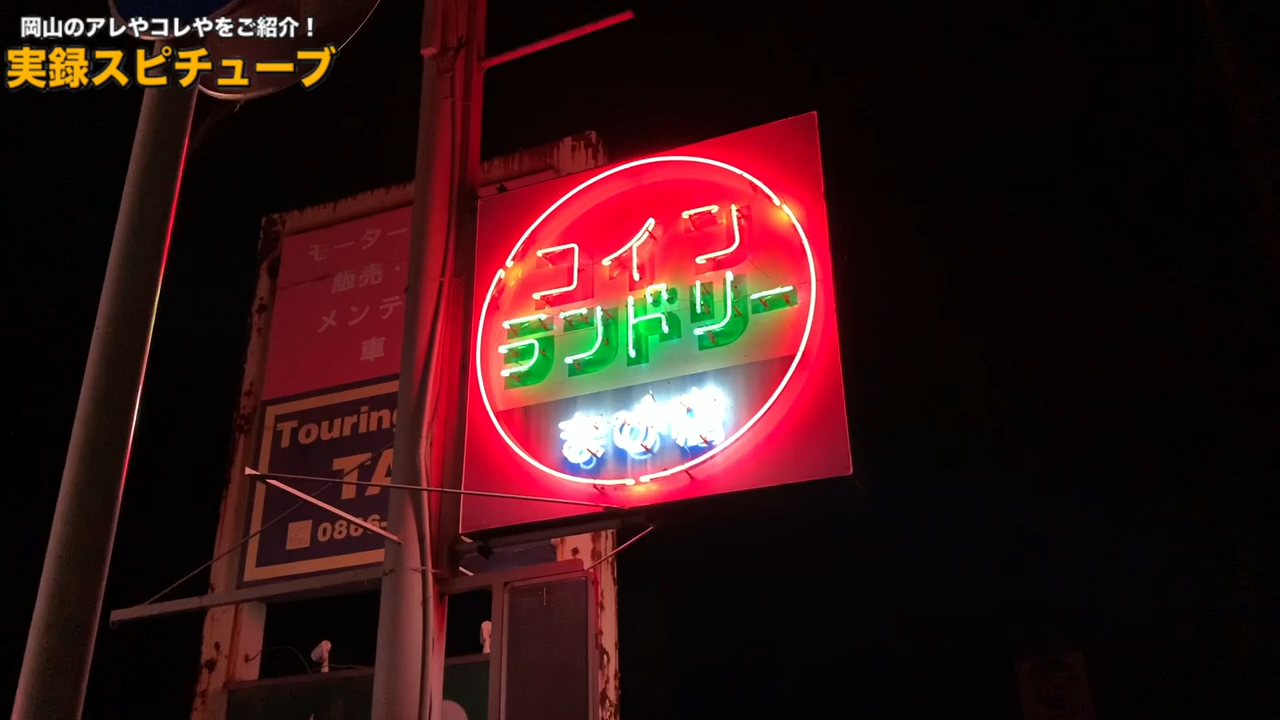 岡山のアレやコレやをご紹介！
実録スピチューブ
コイン
ランドリー
モーター
販売・
メンテ
車
Tourin
TA
0866-